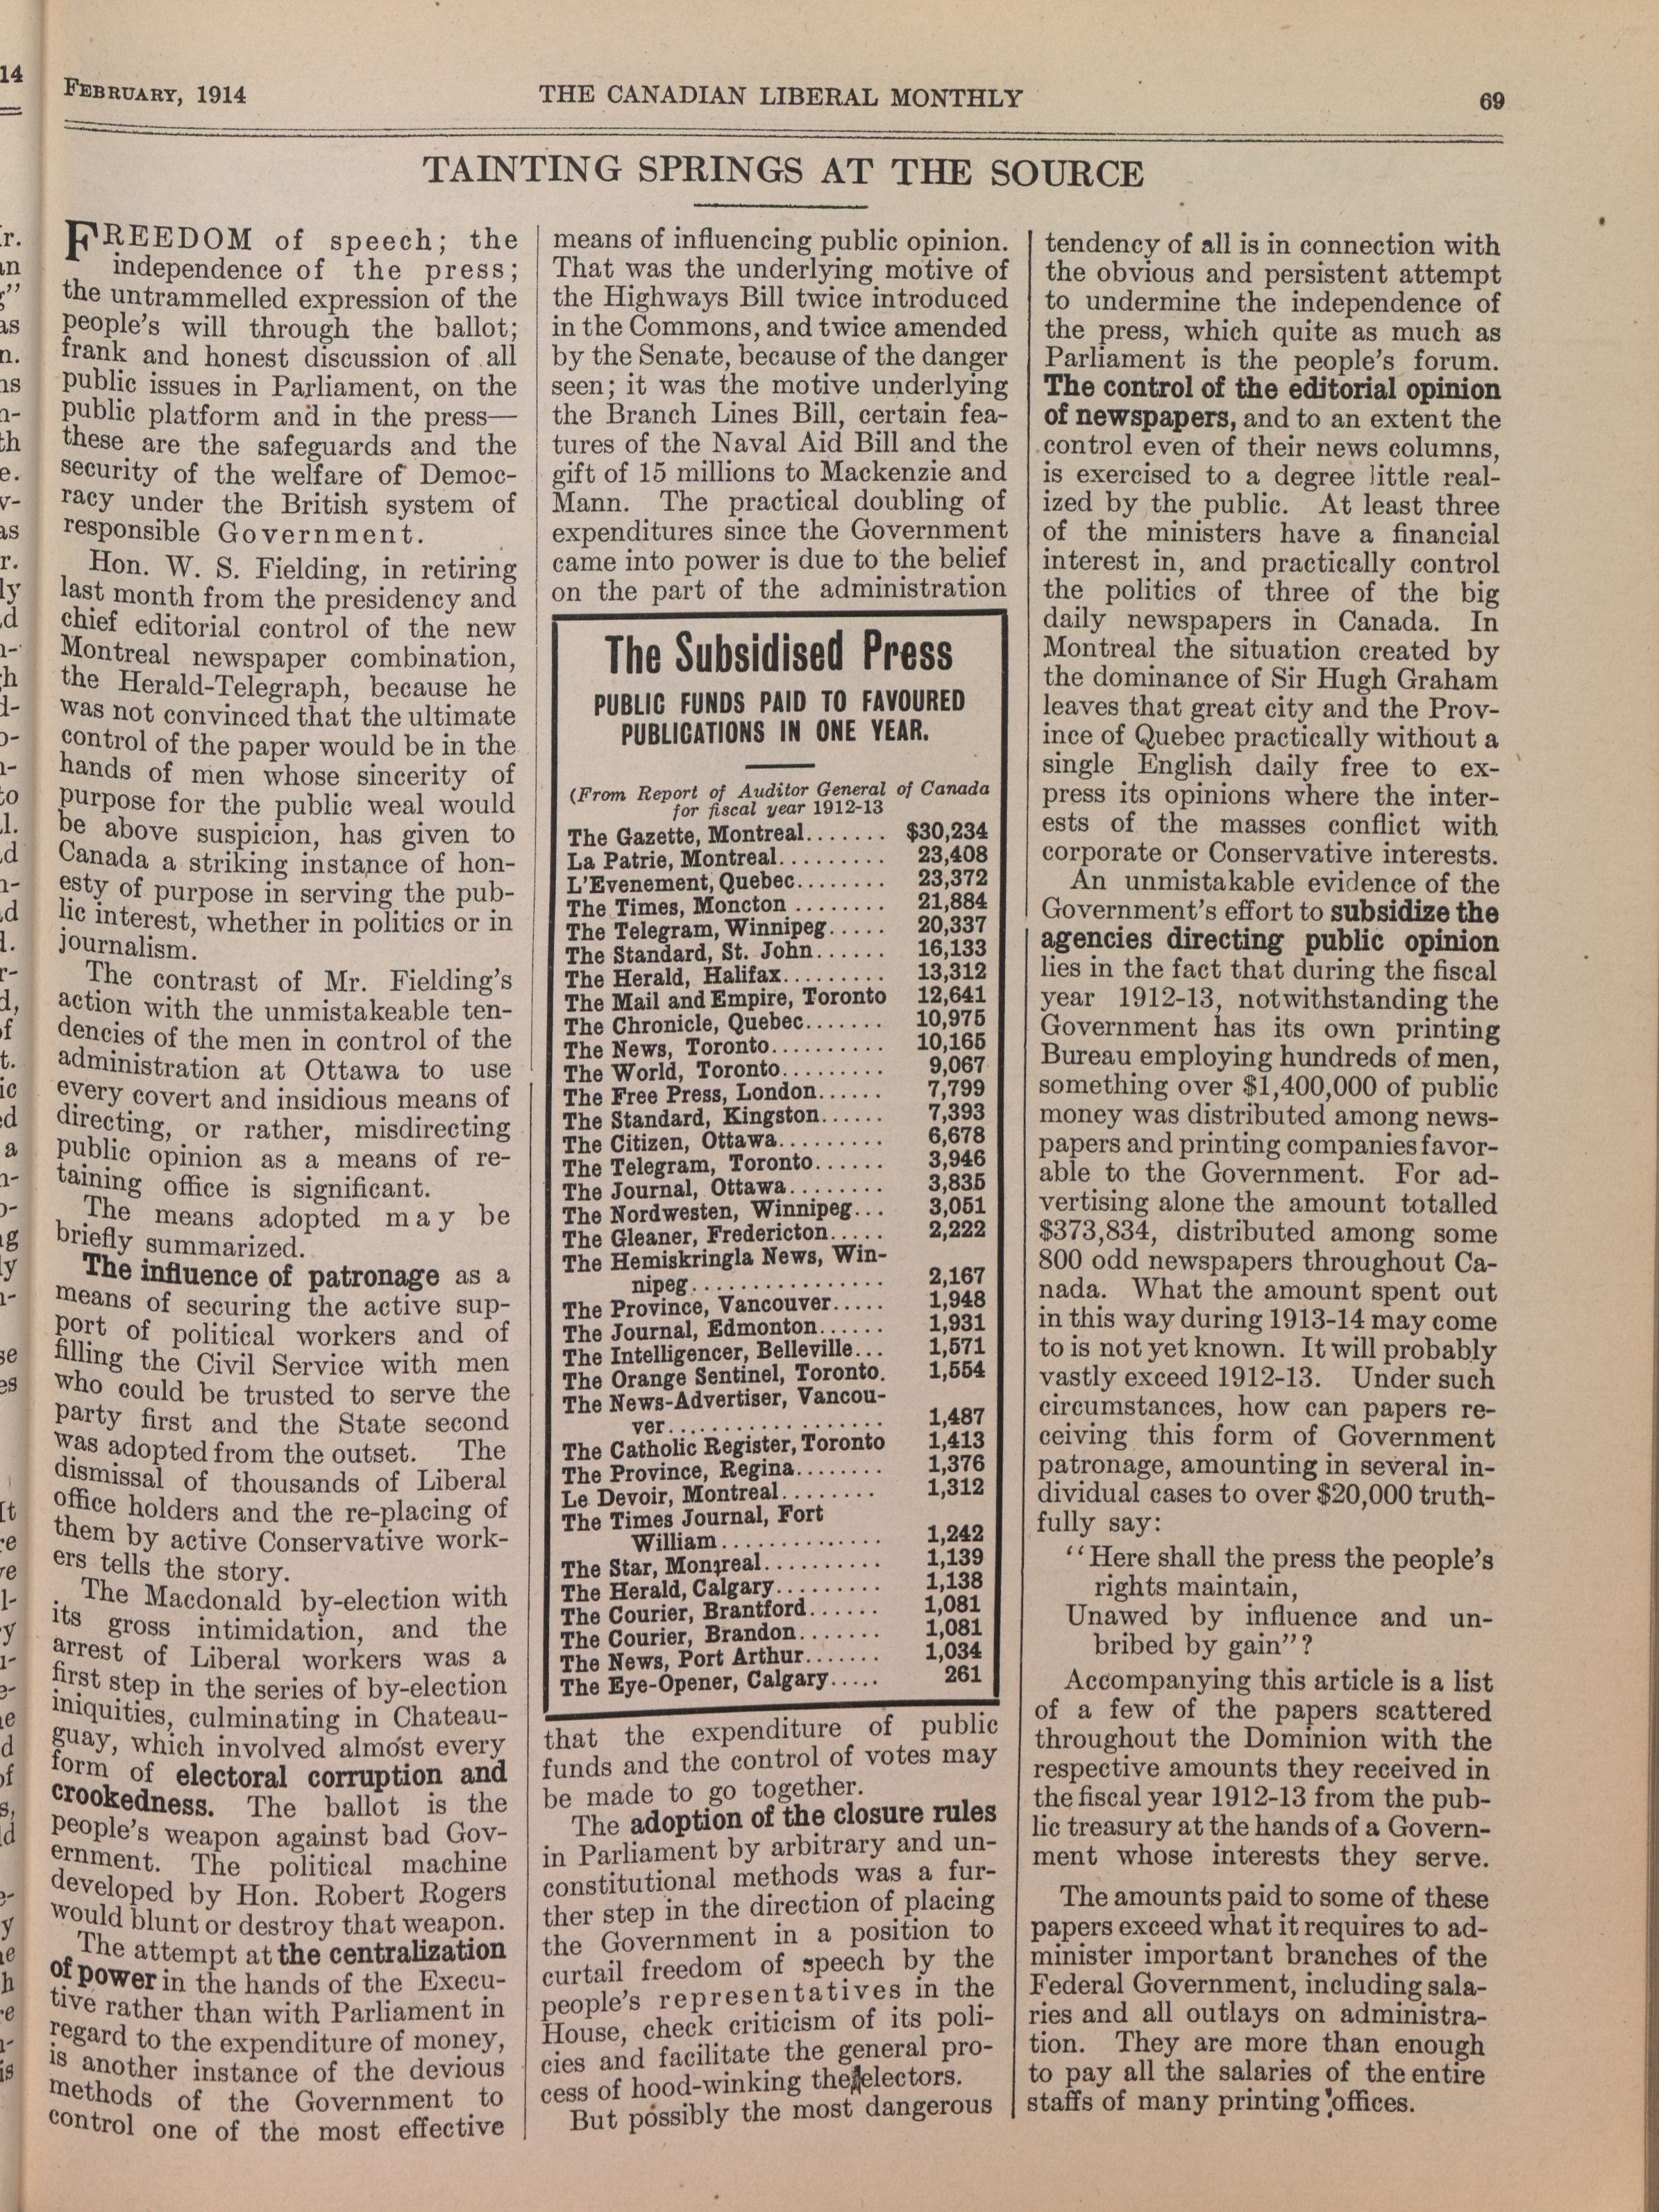 FEBRUARY, 1914
THE CANADIAN LIBERAL MONTHLY
69
TAINTING SPRINGS AT THE SOURCE
FREEDOM of speech; the
independence of the press;
the untrammelled expression of the
people's will through the ballot;
frank and honest discussion of all
public issues in Parliament, on the
public platform and in the press—
these are the safeguards and the
security of the welfare of Democ-
racy under the British system of
responsible Government.
Hon. W. S. Fielding, in retiring
last month from the presidency and
chief editorial control of the new
Montreal newspaper combination,
the Herald-Telegraph, because he
was not convinced that the ultimate
control of the paper would be in the
hands of men whose sincerity of
purpose for the public weal would
be above suspicion, has given to
Canada a striking instance of hon-
esty of purpose in serving the pub-
lic interest, whether in politics or in
journalism.
The contrast of Mr. Fielding's
action with the unmistakeable ten-
dencies of the men in control of the
administration at Ottawa to use
every covert and insidious means of
directing, or rather, misdirecting
public opinion as a means of re-
taining office is significant.
The means adopted may be
briefly summarized.
The influence of patronage as a
means of securing the active sup-
port of political workers and of
filling the Civil Service with men
who could be trusted to serve the
party first and the State second
was adopted from the outset. The
dismissal of thousands of Liberal
office holders and the re-placing of
them by active Conservative work-
ers tells the story.
The Macdonald by-election with
its gross intimidation, and the
arrest of Liberal workers was a
first step in the series of by-election
iniquities, culminating in Chateau-
guay, which involved almost every
form of electoral corruption and
crookedness. The ballot is the
people's weapon against bad Gov-
ernment. The political machine
developed by Hon. Robert Rogers
would blunt or destroy that weapon.
The attempt at the centralization
of power in the hands of the Execu-
tive rather than with Parliament in
regard to the expenditure of money,
is another instance of the devious
methods of the Government to
control one of the most effective
means of influencing public opinion.
That was the underlying motive of
the Highways Bill twice introduced
in the Commons, and twice amended
by the Senate, because of the danger
seen; it was the motive underlying
the Branch Lines Bill, certain fea-
tures of the Naval Aid Bill and the
gift of 15 millions to Mackenzie and
Mann. The practical doubling of
expenditures since the Government
came into power is due to the belief
on the part of the administration
The Subsidised Press
PUBLIC FUNDS PAID TO FAVOURED
PUBLICATIONS IN ONE YEAR.
(From Report of Auditor General of Canada
for fiscal year 1912-13
The Gazette, Montreal....... $30,234
La Patrie, Montreal......... 23,408
L'Evenement, Quebec........ 23,372
The Times, Moncton ........ 21,884
The Telegram, Winnipeg..... 20,337
The Standard, St. John...... 16,133
The Herald, Halifax......... 13,312
The Mail and Empire, Toronto 12,641
The Chronicle, Quebec....... 10,975
The News, Toronto.......... 10,165
The World, Toronto......... 9,067
The Free Press, London...... 7,799
The Standard, Kingston...... 7,393
The Citizen, Ottawa......... 6,678
The Telegram, Toronto...... 3,946
The Journal, Ottawa........ 3,835
The Nordwesten, Winnipeg... 3,051
The Gleaner, Fredericton..... 2,222
The Hemiskringla News, Win-
nipeg................ 2,167
The Province, Vancouver..... 1,948
The Journal, Edmonton...... 1,931
The Intelligencer, Belleville... 1,571
The Orange Sentinel, Toronto. 1,554
The News-Advertiser, Vancou-
ver.................. 1,487
The Catholic Register, Toronto 1,413
The Province, Regina........ 1,376
Le Devoir, Montreal........ 1,312
The Times Journal, Fort
William.............. 1,242
The Star, Monqreal.......... 1,139
The Herald, Calgary......... 1,138
The Courier, Brantford...... 1,081
The Courier, Brandon....... 1,081
The News, Port Arthur....... 1,034
The Eye-Opener, Calgary..... 261
that the expenditure of public
funds and the control of votes may
be made to go together.
The adoption of the closure rules
in Parliament by arbitrary and un-
constitutional methods was a fur-
ther step in the direction of placing
the Government in a position to
curtail freedom of speech by the
people's representatives in the
House, check criticism of its poli-
cies and facilitate the general pro-
cess of hood-winking the electors.
But possibly the most dangerous
tendency of all is in connection with
the obvious and persistent attempt
to undermine the independence of
the press, which quite as much as
Parliament is the people's forum.
The control of the editorial opinion
of newspapers, and to an extent the
control even of their news columns,
is exercised to a degree little real-
ized by the public. At least three
of the ministers have a financial
interest in, and practically control
the politics of three of the big
daily newspapers in Canada. In
Montreal the situation created by
the dominance of Sir Hugh Graham
leaves that great city and the Prov-
ince of Quebec practically without a
single English daily free to ex-
press its opinions where the inter-
ests of the masses conflict with
corporate or Conservative interests.
An unmistakable evidence of the
Government's effort to subsidize the
agencies directing public opinion
lies in the fact that during the fiscal
year 1912-13, notwithstanding the
Government has its own printing
Bureau employing hundreds of men,
something over $1,400,000 of public
money was distributed among news-
papers and printing companies favor-
able to the Government. For ad-
vertising alone the amount totalled
$373,834, distributed among some
800 odd newspapers throughout Ca-
nada. What the amount spent out
in this way during 1913-14 may come
to is not yet known. It will probably
vastly exceed 1912-13. Under such
circumstances, how can papers re-
ceiving this form of Government
patronage, amounting in several in-
dividual cases to over $20,000 truth-
fully say:
"Here shall the press the people's
rights maintain,
Unawed by influence and un-
bribed by gain"?
Accompanying this article is a list
of a few of the papers scattered
throughout the Dominion with the
respective amounts they received in
the fiscal year 1912-13 from the pub-
lic treasury at the hands of a Govern-
ment whose interests they serve.
The amounts paid to some of these
papers exceed what it requires to ad-
minister important branches of the
Federal Government, including sala-
ries and all outlays on administra-
tion. They are more than enough
to pay all the salaries of the entire
staffs of many printing offices.